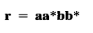 r = aa*bb*